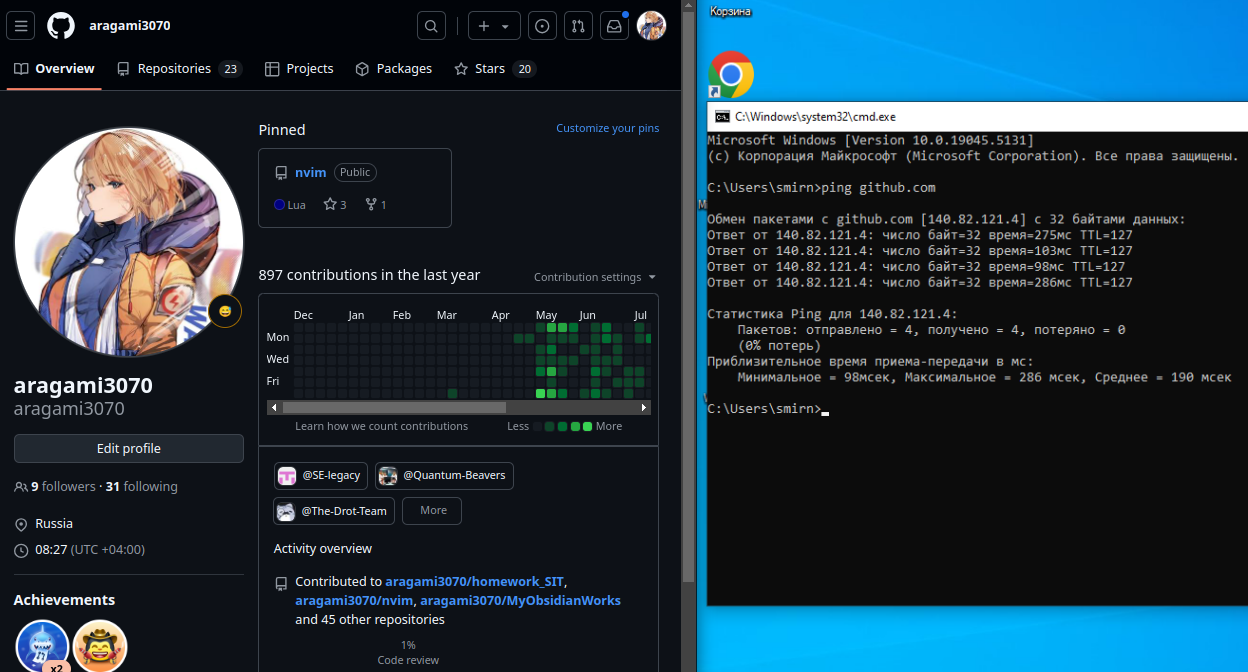 aragami3070
Overview
Repositories 23
Projects
Packages
Stars 20
Pinned
Customize your pins
nvim Public
Lua 3 1
897 contributions in the last year
Contribution settings
Dec Jan Feb Mar Apr May Jun Jul
Mon
Wed
Fri
Learn how we count contributions
Less More
aragami3070
aragami3070
Edit profile
9 followers · 31 following
Russia
08:27 (UTC +04:00)
Achievements
x2
@SE-legacy
@Quantum-Beavers
@The-Drot-Team
More
Activity overview
Contributed to aragami3070/homework_SIT,
aragami3070/nvim, aragami3070/MyObsidianWorks
and 45 other repositories
1%
Code review
Корзина
C:\Windows\system32\cmd.exe
Microsoft Windows [Version 10.0.19045.5131]
(c) Корпорация Майкрософт (Microsoft Corporation). Все права защищены.
C:\Users\smirn>ping github.com
Обмен пакетами с github.com [140.82.121.4] с 32 байтами данных:
Ответ от 140.82.121.4: число байт=32 время=275мс TTL=127
Ответ от 140.82.121.4: число байт=32 время=103мс TTL=127
Ответ от 140.82.121.4: число байт=32 время=98мс TTL=127
Ответ от 140.82.121.4: число байт=32 время=286мс TTL=127
Статистика Ping для 140.82.121.4:
Пакетов: отправлено = 4, получено = 4, потеряно = 0
(0% потерь)
Приблизительное время приема-передачи в мс:
Минимальное = 98мсек, Максимальное = 286 мсек, Среднее = 190 мсек
C:\Users\smirn>